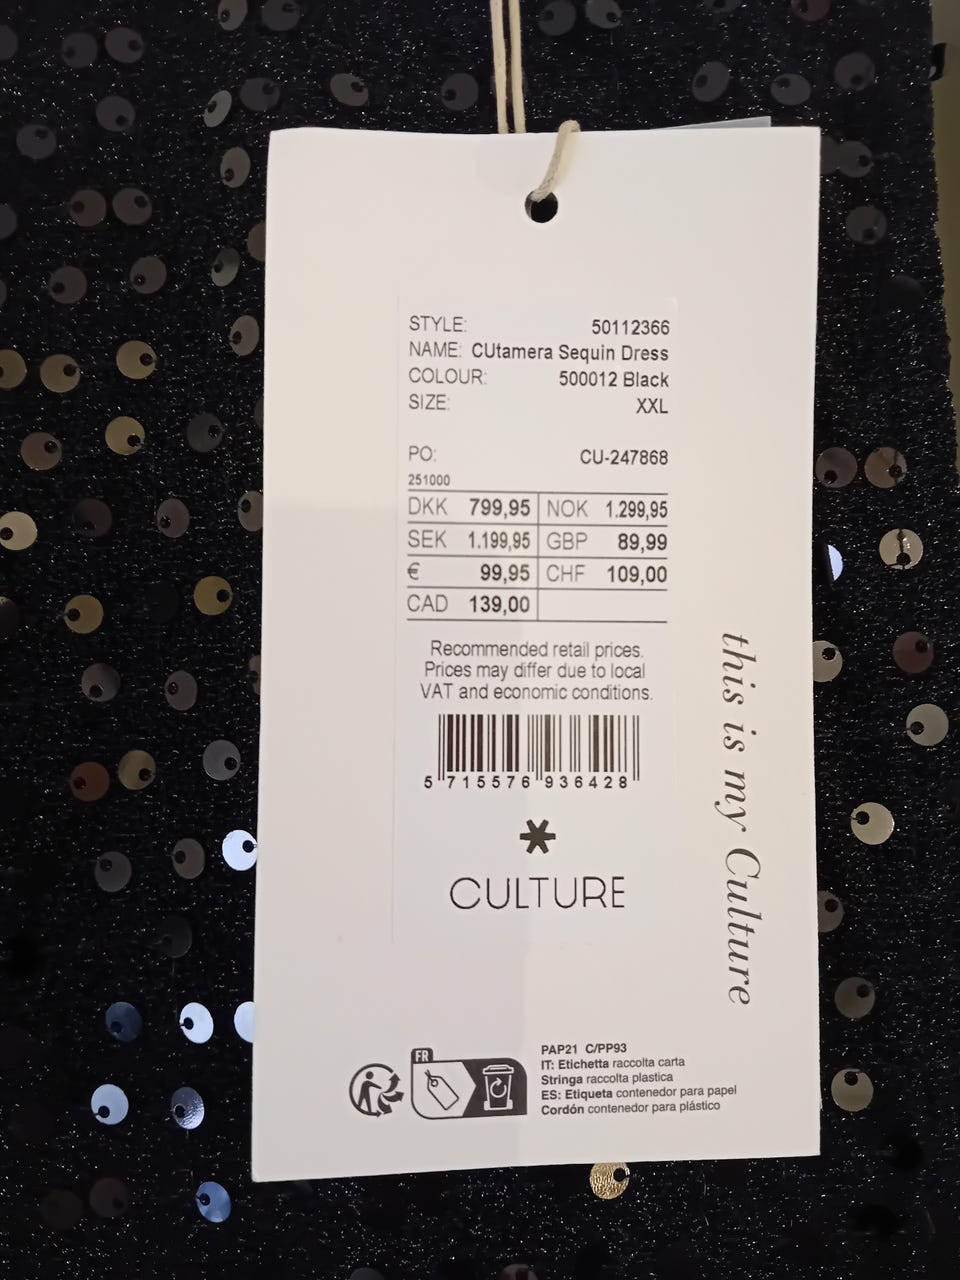 STYLE: 50112366
NAME: CUtamera Sequin Dress
COLOUR: 500012 Black
SIZE: XXL
PO: CU-247868
251000
DKK 799,95 NOK 1.299,95
SEK 1.199,95 GBP 89,99
€ 99,95 CHF 109,00
CAD 139,00
Recommended retail prices.
Prices may differ due to local
VAT and economic conditions.
5 715576 936428
CULTURE
this is my Culture
FR
PAP21 C/PP93
IT: Etichetta raccolta carta
Stringa raccolta plastica
ES: Etiqueta contenedor para papel
Cordón contenedor para plástico